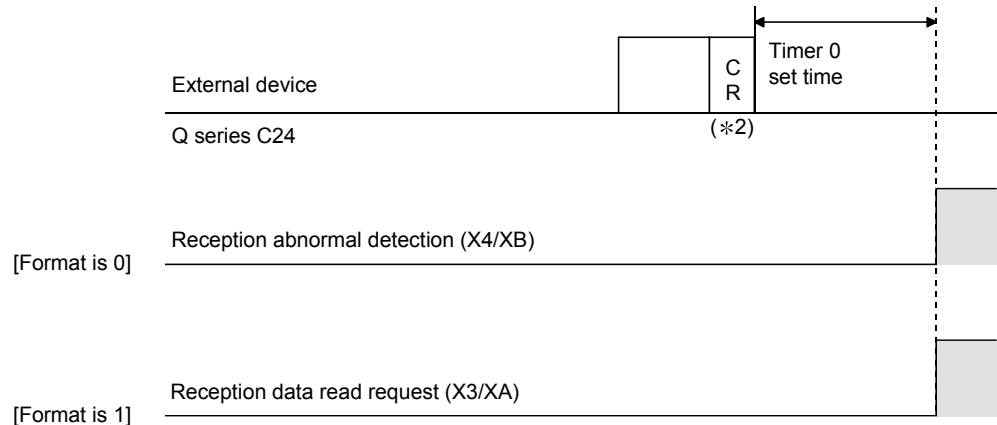 Timer 0
set time
C
R
External device
(*2)
Q series C24
Reception abnormal detection (X4/XB)
[Format is 0]
Reception data read request (X3/XA)
[Format is 1]